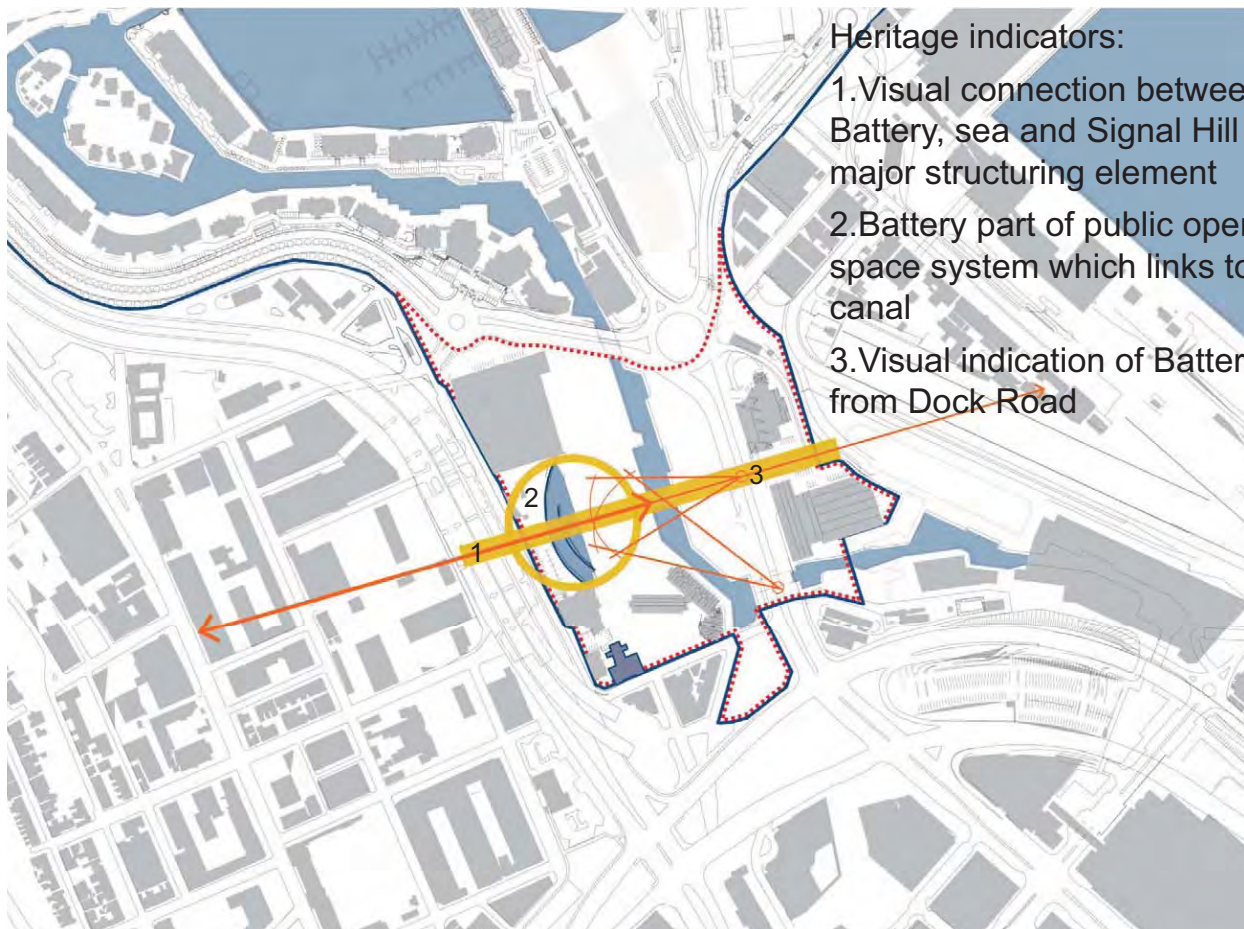 Heritage indicators:
1.Visual connection betwee
Battery, sea and Signal Hill
major structuring element
2.Battery part of public open
space system which links to
canal
3.Visual indication of Batter
from Dock Road
3
2
1